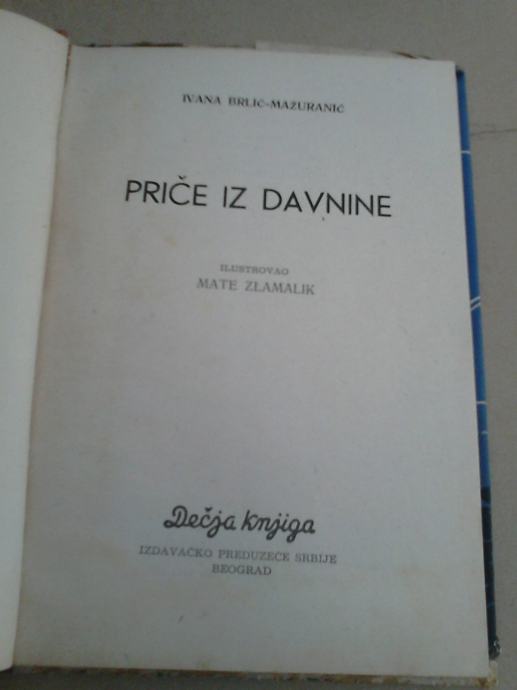 IVANA BRLIĆ-MAŽURANIĆ
PRIČE IZ DAVNINE
ILUSTROVAO
MATE ZLAMALIK
Dečja knjiga
IZDAVAČKO PREDUZEĆE SRBIJE
BEOGRAD